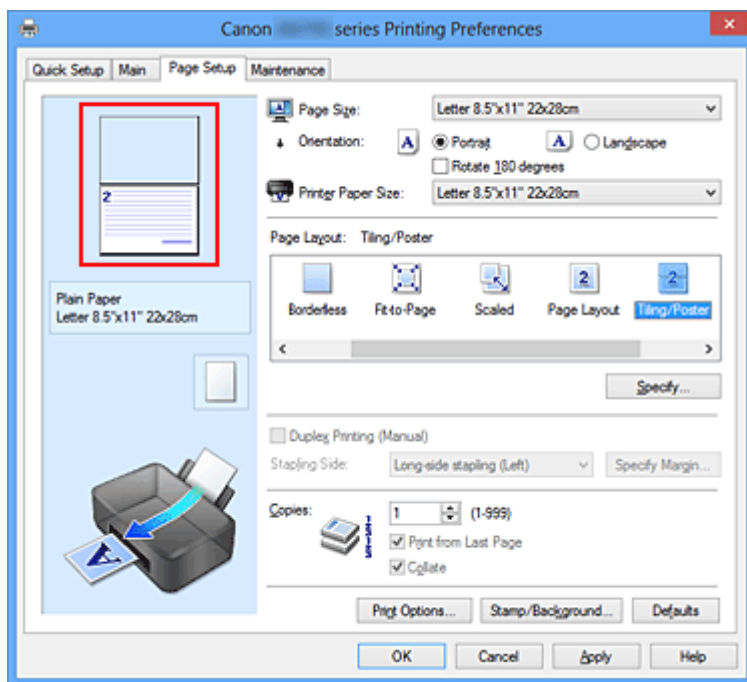 Canon series Printing Preferences
Quick Setup Main Page Setup Maintenance
Page Size: Letter 8.5"x11" 22x28cm
Orientation: A Portrait A Landscape
Rotate 180 degrees
2
Printer Paper Size: Letter 8.5"x11" 22x28cm
Page Layout: Tiling/Poster
2 2
Borderless Fit-to-Page Scaled Page Layout Tiling/Poster
Plain Paper
Letter 8.5"x11" 22x28cm
Specify...
Duplex Printing (Manual)
Stapling Side: Long-side stapling (Left) Specify Margin...
Copies: 1 (1-999)
Print from Last Page
Collate
A
Print Options... Stamp/Background... Defaults
OK Cancel Apply Help